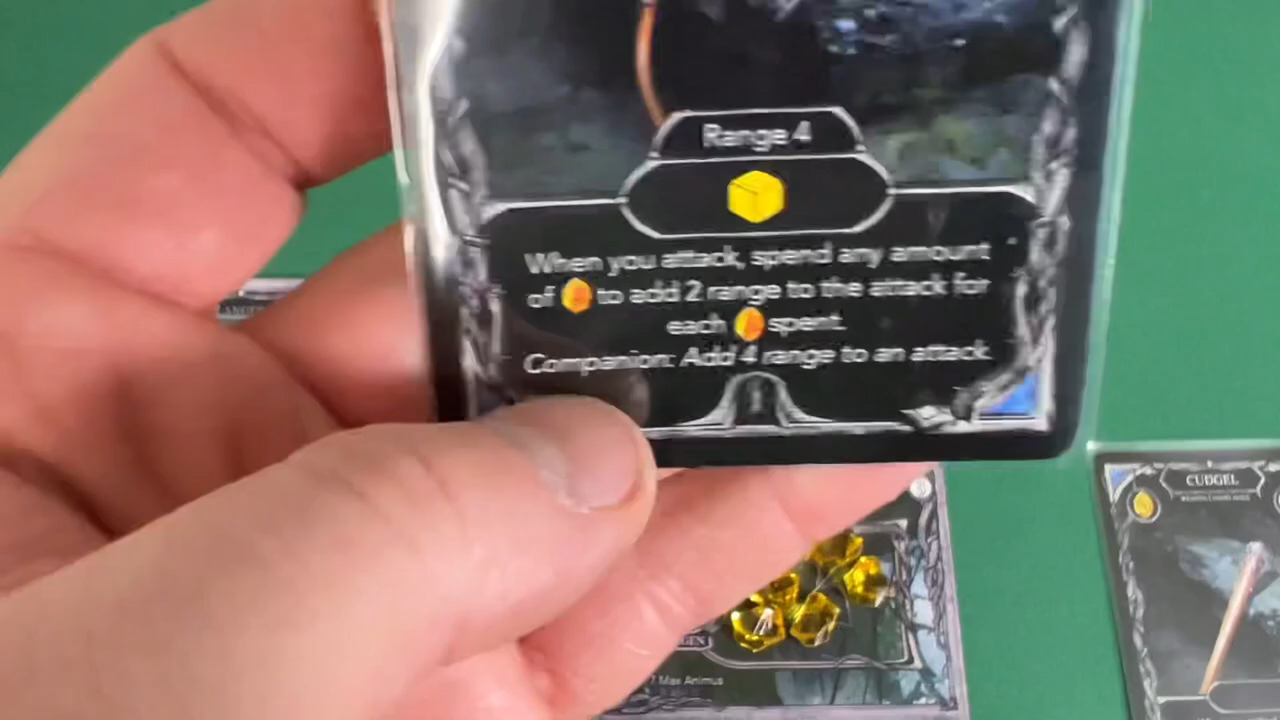 Range 4
When you attack, spend any amount
of to add 2 range to the attack for
each spent.
Companion: Add 4 range to an attack.
CUDGEL
7 Max Animus